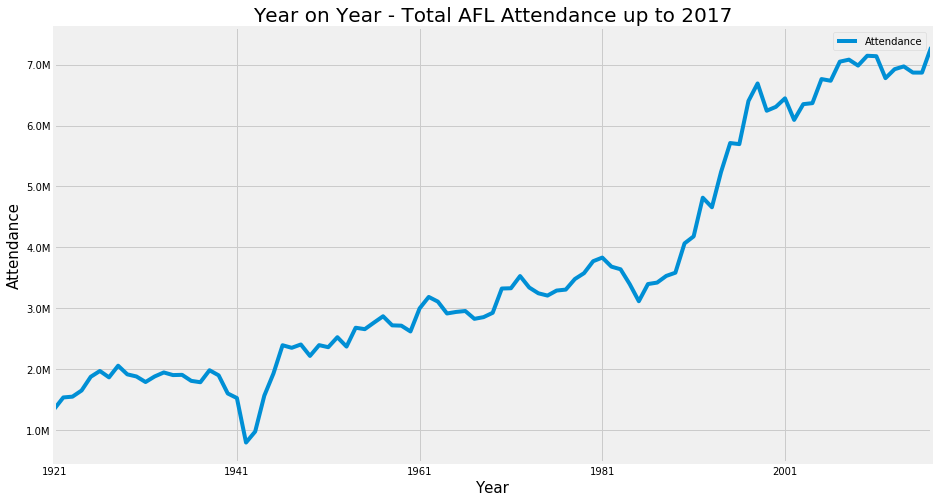 Year on Year - Total AFL Attendance up to 2017
Attendance
7.0M
6.0M
5.0M
4.0M
3.0M
2.0M
1.0M
Attendance
1921
1941
1961
1981
2001
Year